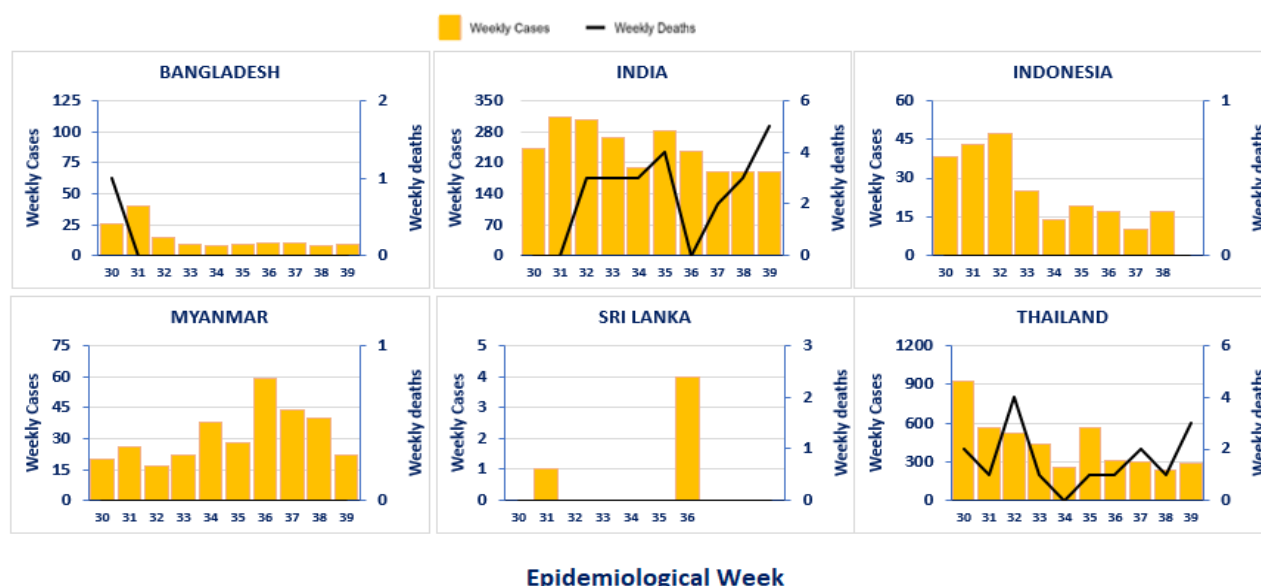 Weekly Cases Weekly Deaths
BANGLADESH
Weekly Cases
125
100
75
50
25
0
2
1
0
Weekly deaths
30 31 32 33 34 35 36 37 38 39
INDIA
Weekly Cases
350
280
210
140
70
0
6
4
2
0
Weekly deaths
30 31 32 33 34 35 36 37 38 39
INDONESIA
Weekly Cases
60
45
30
15
0
1
0
Weekly deaths
30 31 32 33 34 35 36 37 38
MYANMAR
Weekly Cases
75
60
45
30
15
0
1
0
Weekly deaths
30 31 32 33 34 35 36 37 38 39
SRI LANKA
Weekly Cases
5
4
3
2
1
0
3
2
1
0
Weekly deaths
30 31 32 33 34 35 36
THAILAND
Weekly Cases
1200
900
600
300
0
6
4
2
0
Weekly deaths
30 31 32 33 34 35 36 37 38 39
Epidemiological Week